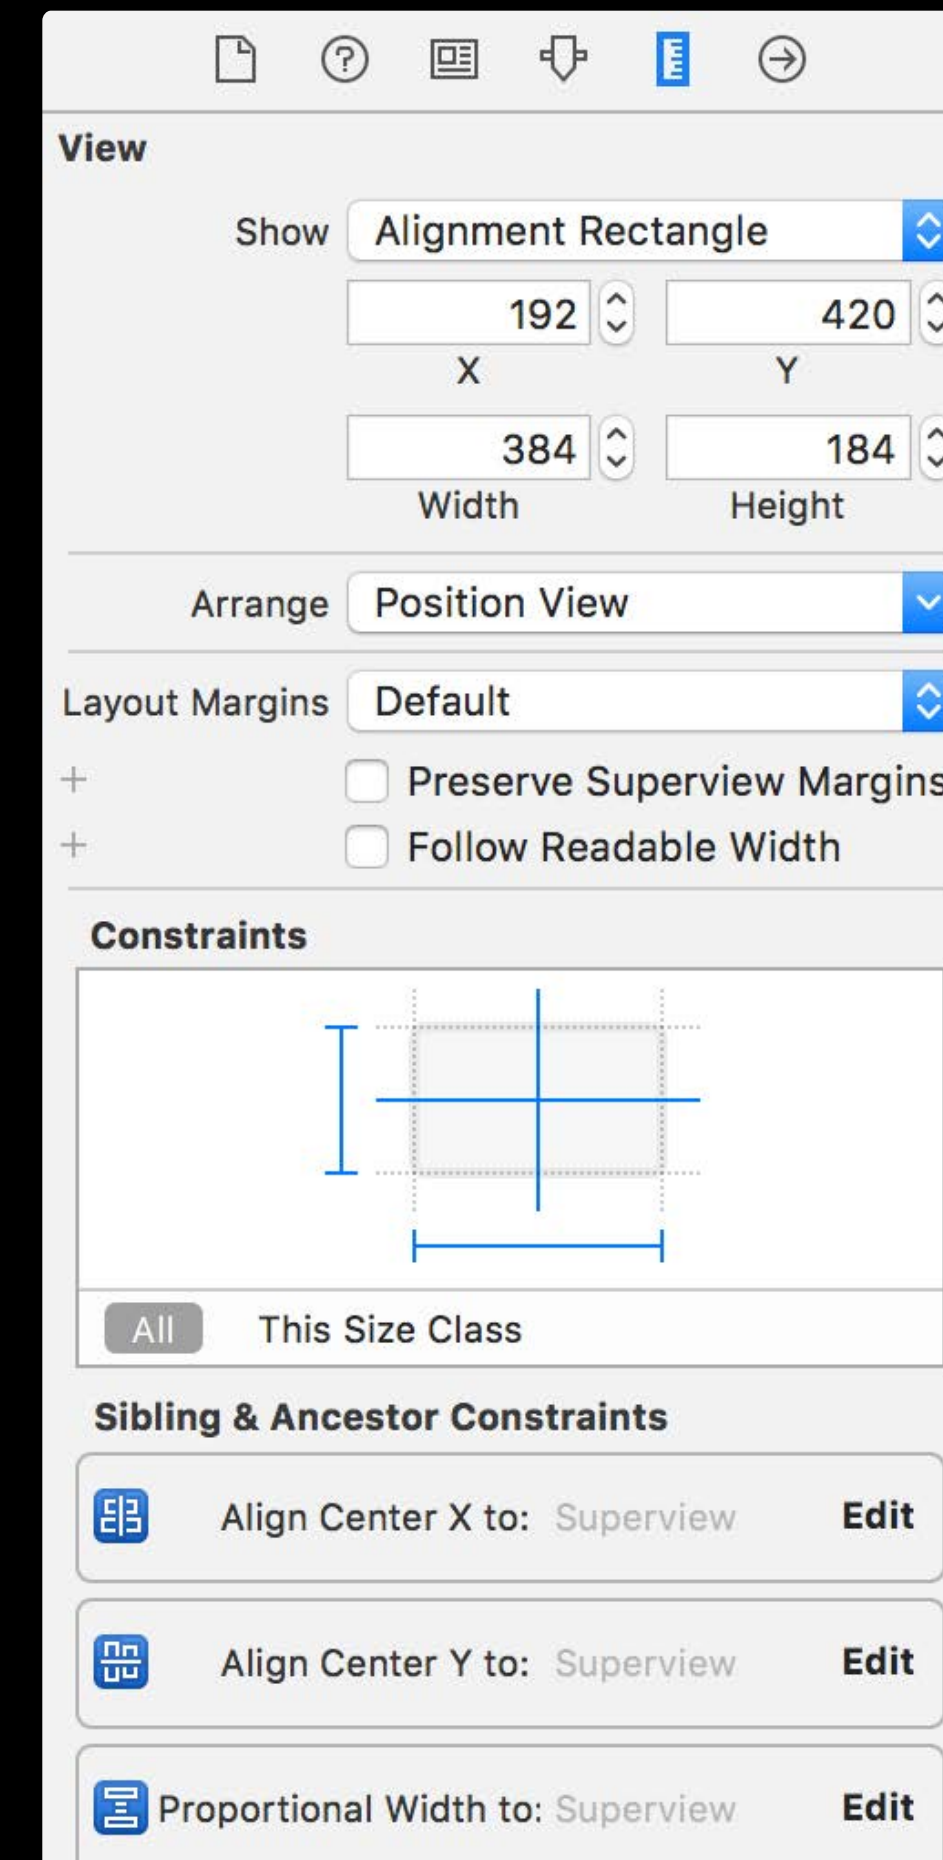 View
Show Alignment Rectangle
192 420
X Y
384 184
Width Height
Arrange Position View
Layout Margins Default
+ Preserve Superview Margins
+ Follow Readable Width
Constraints
All This Size Class
Sibling & Ancestor Constraints
Align Center X to: Superview Edit
Align Center Y to: Superview Edit
Proportional Width to: Superview Edit